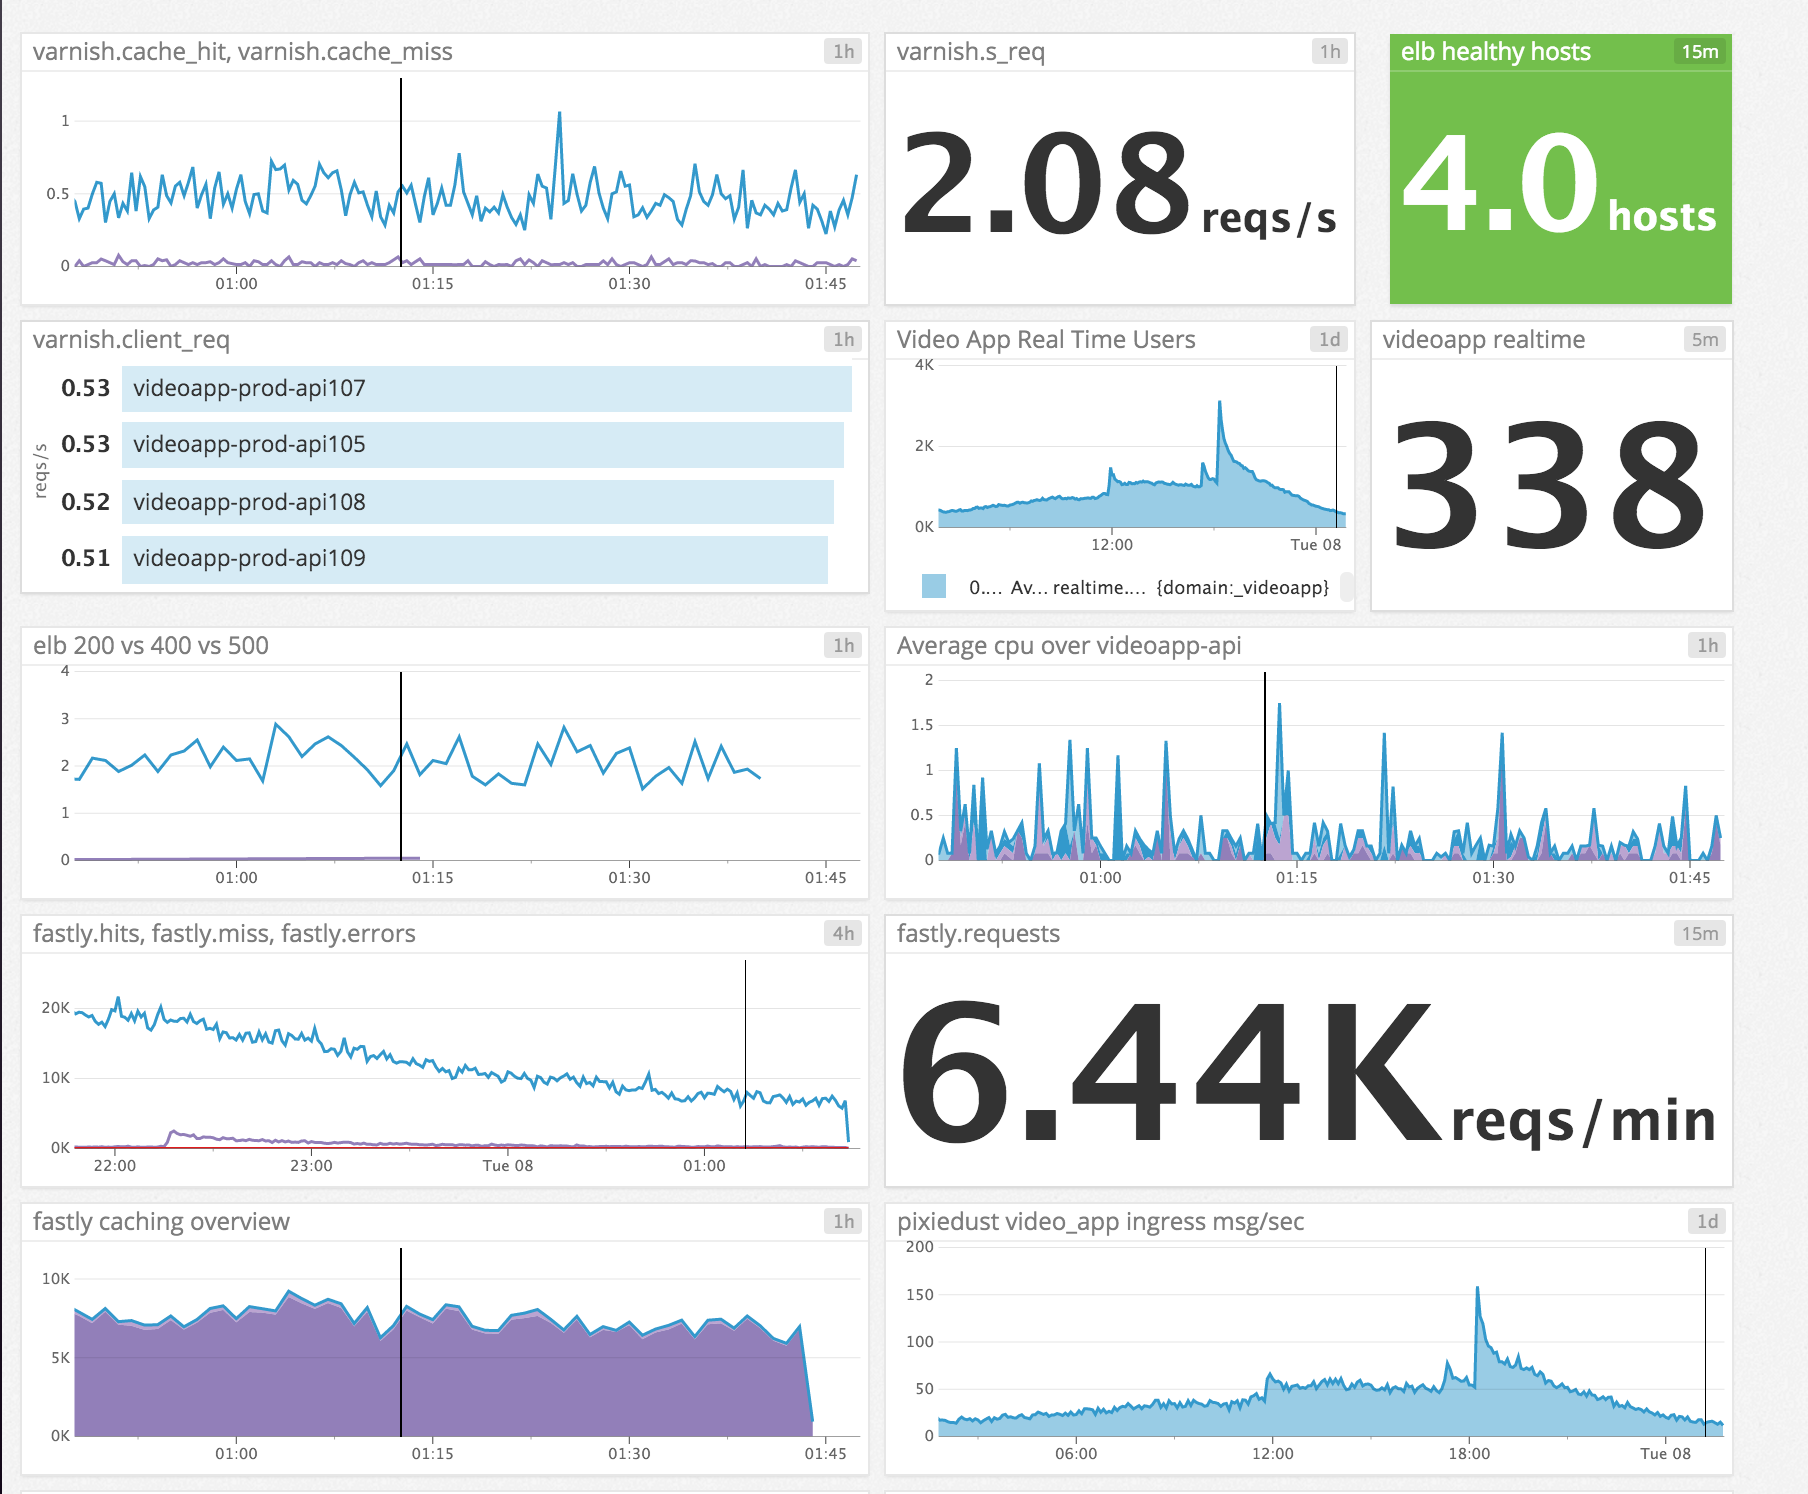 varnish.cache_hit, varnish.cache_miss 1h
1
0.5
0
01:00 01:15 01:30 01:45
varnish.s_req 1h
2.08 reqs/s
elb healthy hosts 15m
4.0 hosts
varnish.client_req 1h
reqs/s
0.53 videoapp-prod-api107
0.53 videoapp-prod-api105
0.52 videoapp-prod-api108
0.51 videoapp-prod-api109
Video App Real Time Users 1d
4K
2K
0K
12:00 Tue 08
0.... Av... realtime.... {domain:_videoapp}
videoapp realtime 5m
338
elb 200 vs 400 vs 500 1h
4
3
2
1
0
01:00 01:15 01:30 01:45
Average cpu over videoapp-api 1h
2
1.5
1
0.5
0
01:00 01:15 01:30 01:45
fastly.hits, fastly.miss, fastly.errors 4h
20K
10K
0K
22:00 23:00 Tue 08 01:00
fastly.requests 15m
6.44K reqs/min
fastly caching overview 1h
10K
5K
0K
01:00 01:15 01:30 01:45
pixiedust video_app ingress msg/sec 1d
200
150
100
50
0
06:00 12:00 18:00 Tue 08